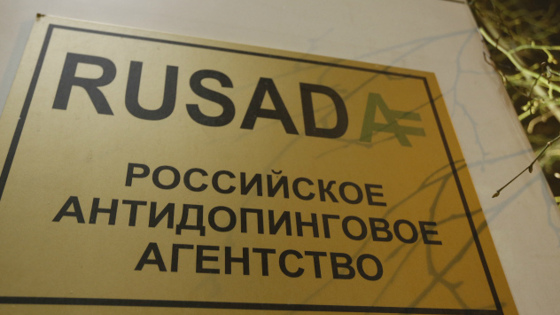 RUSADA
РОССИЙСКОЕ
АНТИДОПИНГОВОЕ
АГЕНТСТВО